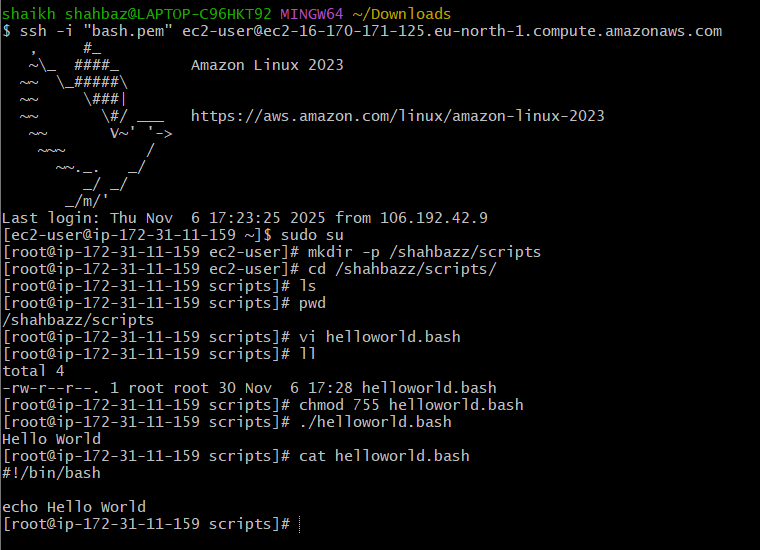 shaikh shahbaz@LAPTOP-C96HKT92 MINGW64 ~/Downloads
$ ssh -i "bash.pem" ec2-user@ec2-16-170-171-125.eu-north-1.compute.amazonaws.com
   ,     #_
   ~\_  ####_        Amazon Linux 2023
  ~~  \_#####\
  ~~     \###|
  ~~       \#/ ___   https://aws.amazon.com/linux/amazon-linux-2023
   ~~       V~' '->
    ~~~         /
      ~~._.   _/
         _/ _/
       _/m/'
Last login: Thu Nov  6 17:23:25 2025 from 106.192.42.9
[ec2-user@ip-172-31-11-159 ~]$ sudo su
[root@ip-172-31-11-159 ec2-user]# mkdir -p /shahbazz/scripts
[root@ip-172-31-11-159 ec2-user]# cd /shahbazz/scripts/
[root@ip-172-31-11-159 scripts]# ls
[root@ip-172-31-11-159 scripts]# pwd
/shahbazz/scripts
[root@ip-172-31-11-159 scripts]# vi helloworld.bash
[root@ip-172-31-11-159 scripts]# ll
total 4
-rw-r--r--. 1 root root 30 Nov  6 17:28 helloworld.bash
[root@ip-172-31-11-159 scripts]# chmod 755 helloworld.bash
[root@ip-172-31-11-159 scripts]# ./helloworld.bash
Hello World
[root@ip-172-31-11-159 scripts]# cat helloworld.bash
#!/bin/bash

echo Hello World
[root@ip-172-31-11-159 scripts]#